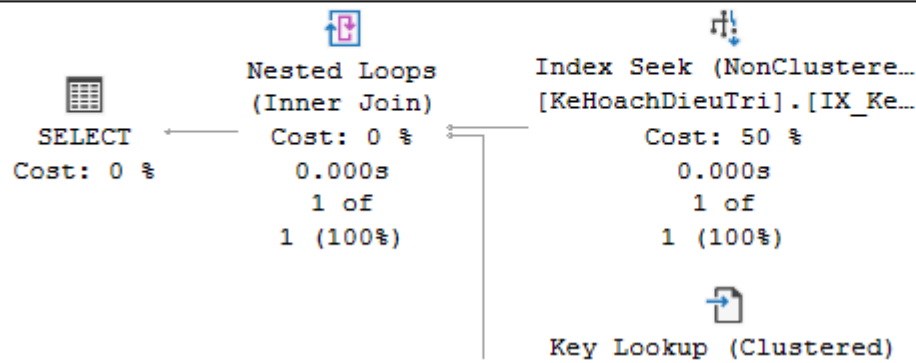 SELECT
Cost: 0 %
Nested Loops
(Inner Join)
Cost: 0 %
0.000s
1 of
1 (100%)
Index Seek (NonClustere…
[KeHoachDieuTri].[IX_Ke…
Cost: 50 %
0.000s
1 of
1 (100%)
Key Lookup (Clustered)